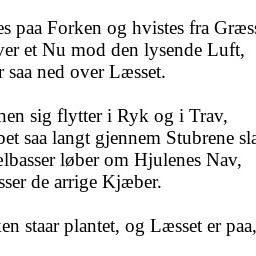 es paa Forken og hvistes fra Græss
ver et Nu mod den lysende Luft,
r saa ned over Læsset.
nen sig flytter i Ryk og i Trav,
bet saa langt gjennem Stubrene sla
elbasser løber om Hjulenes Nav,
sser de arrige Kjæber.
en staar plantet, og Læsset er paa,